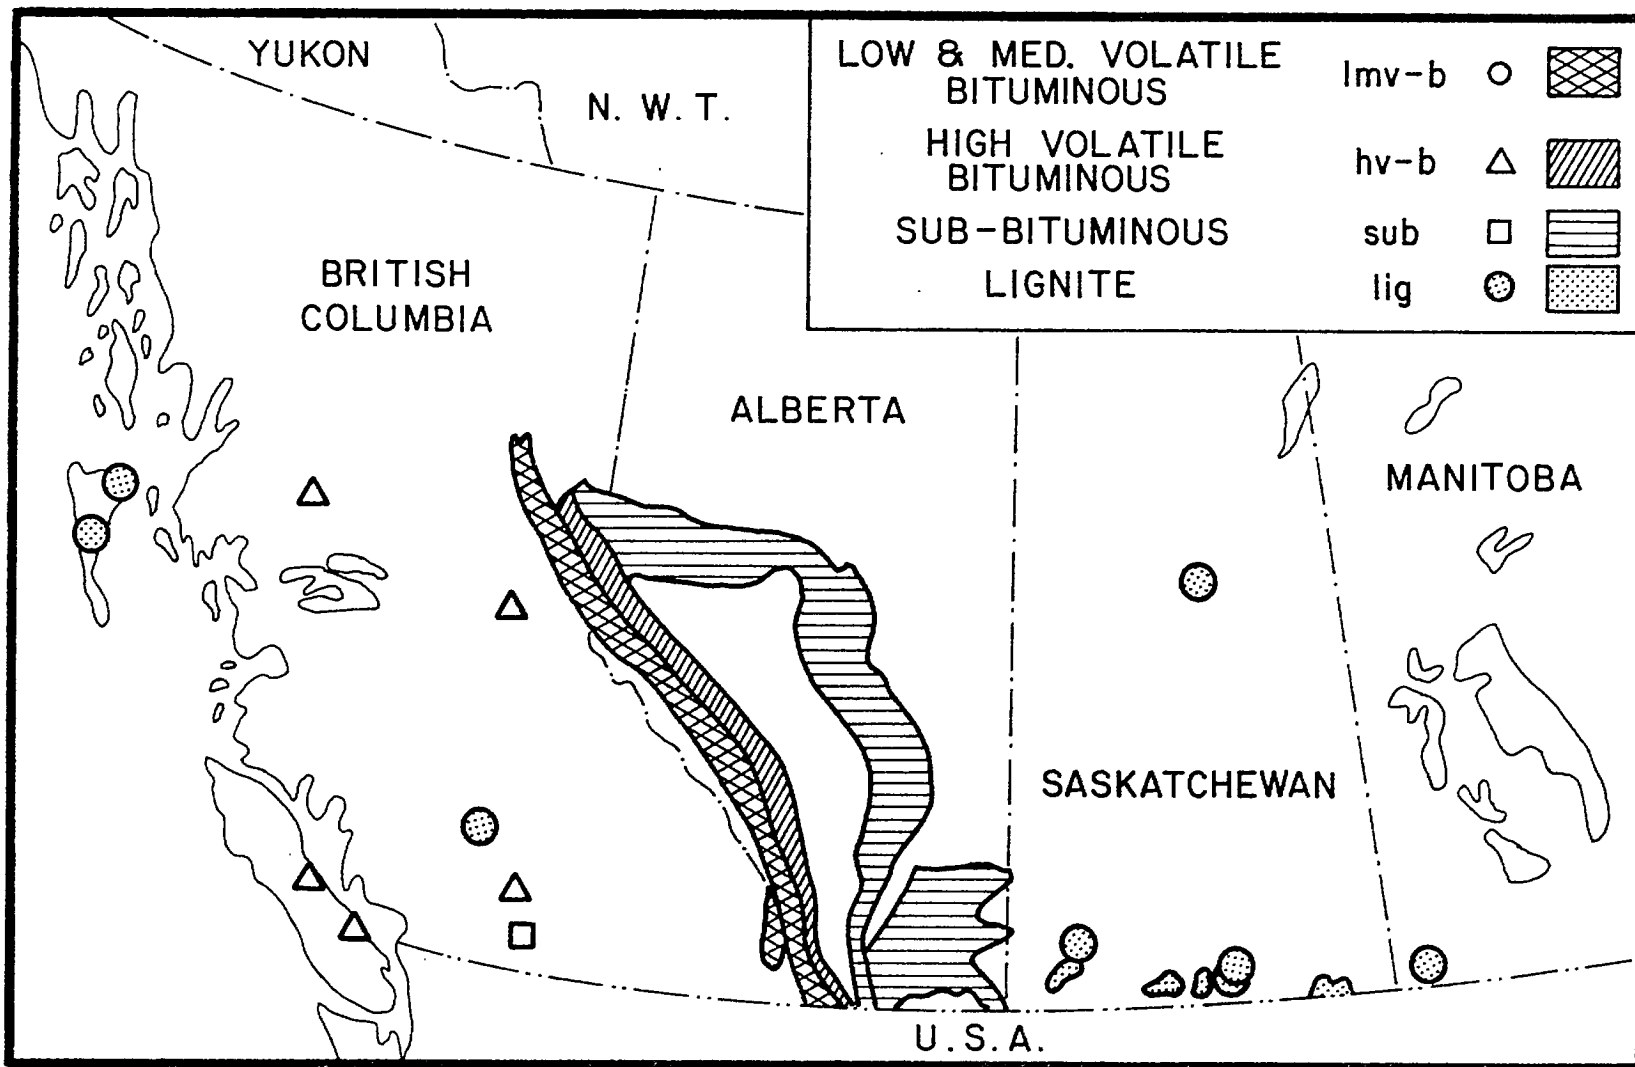 YUKON
N. W. T.
LOW & MED. VOLATILE
BITUMINOUS
lmv-b
HIGH VOLATILE
BITUMINOUS
hv-b
SUB-BITUMINOUS
sub
LIGNITE
lig
BRITISH
COLUMBIA
ALBERTA
MANITOBA
SASKATCHEWAN
U.S.A.